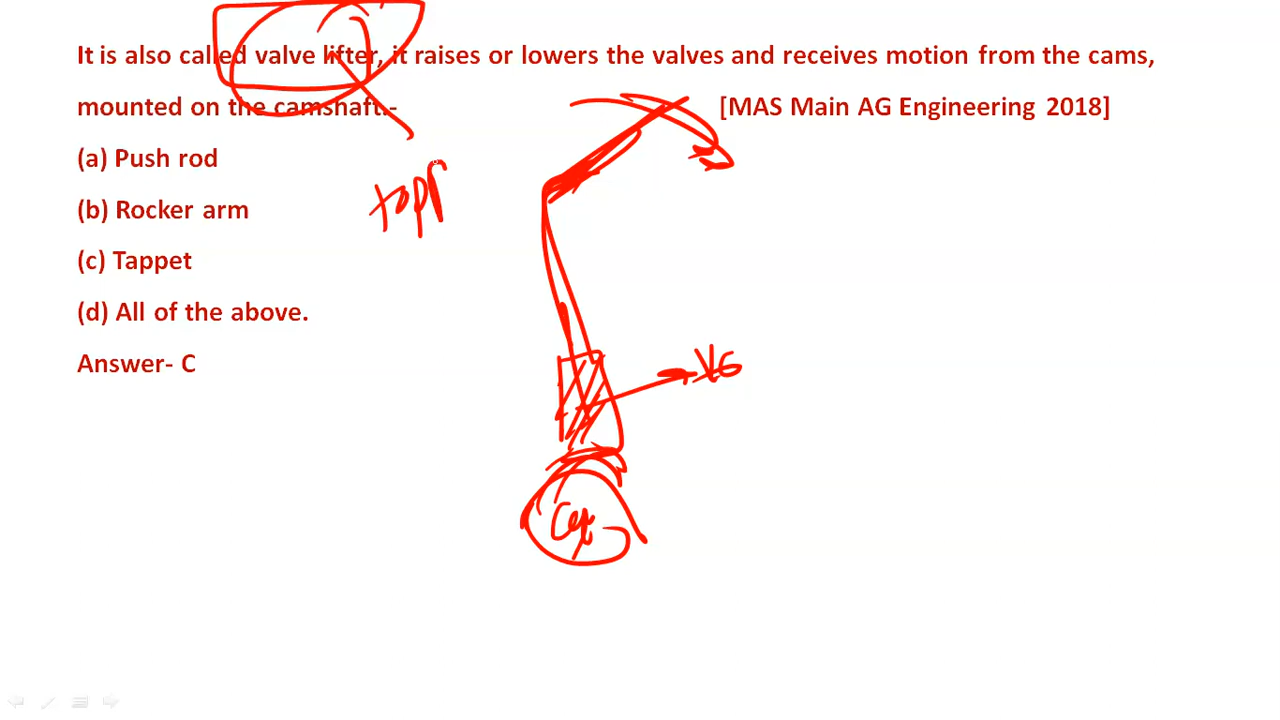 It is also called valve lifter, it raises or lowers the valves and receives motion from the cams,
mounted on the camshaft.- [MAS Main AG Engineering 2018]
(a) Push rod
(b) Rocker arm
(c) Tappet
(d) All of the above.
Answer- C
topp